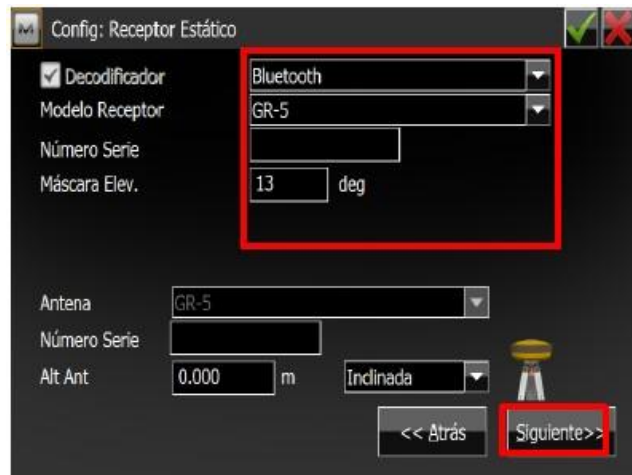 Config: Receptor Estático
Decodificador Bluetooth
Modelo Receptor GR-5
Número Serie
Máscara Elev. 13 deg
Antena GR-5
Número Serie
Alt Ant 0.000 m Inclinada
<< Atrás Siguiente>>